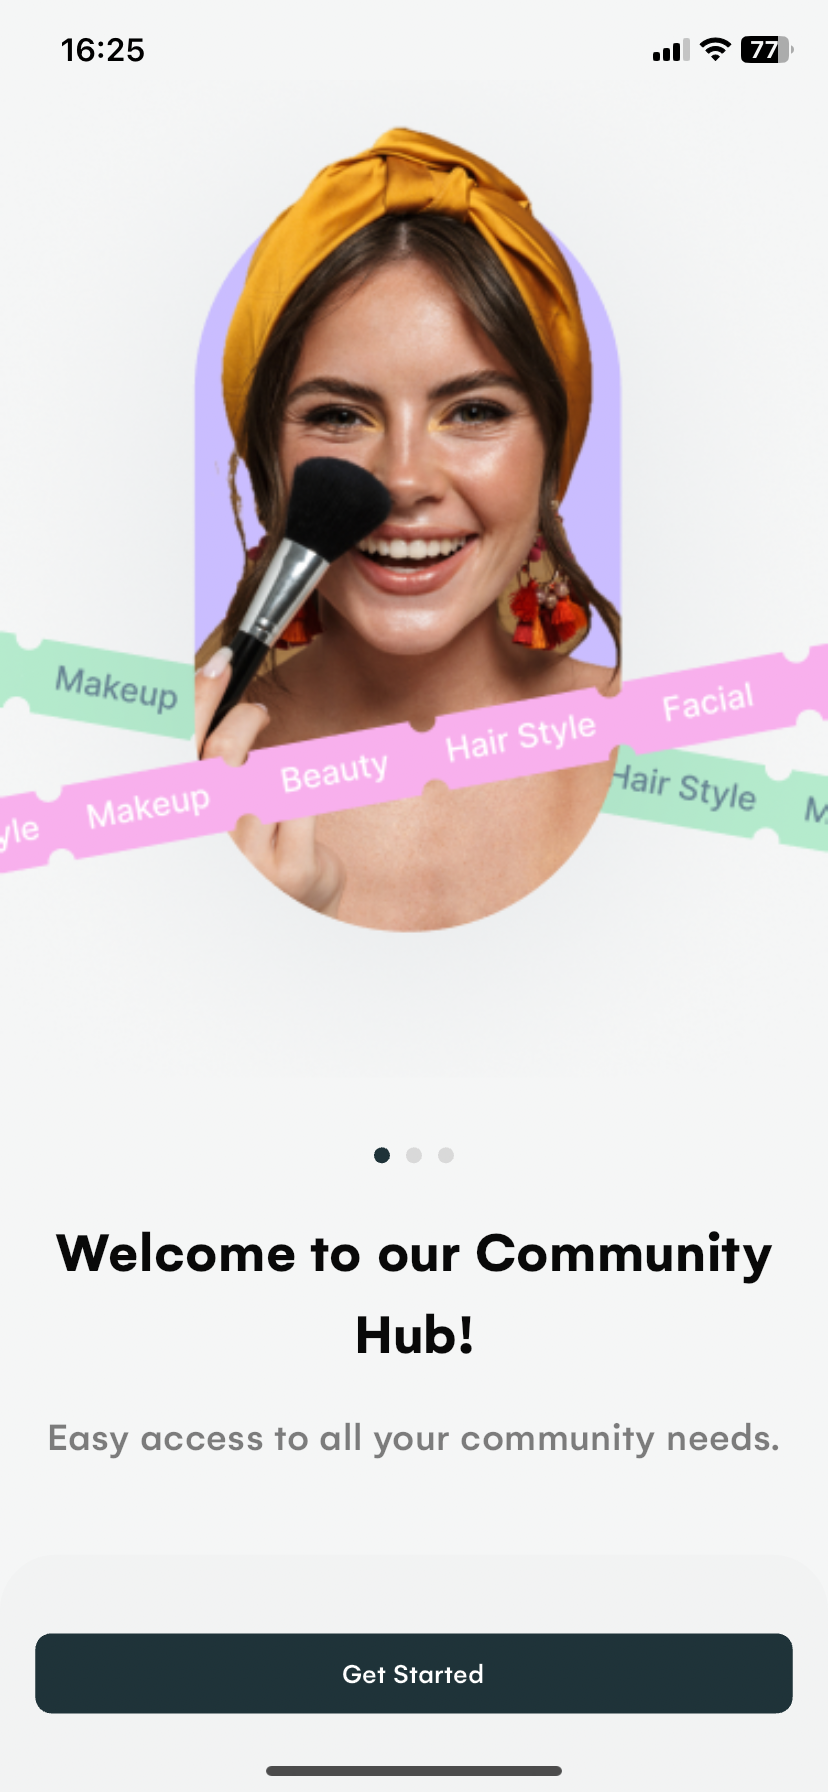 16:25
77
Makeup
Facial
Hair Style
Beauty
Makeup
yle
Hair Style
M
Welcome to our Community
Hub!
Easy access to all your community needs.
Get Started